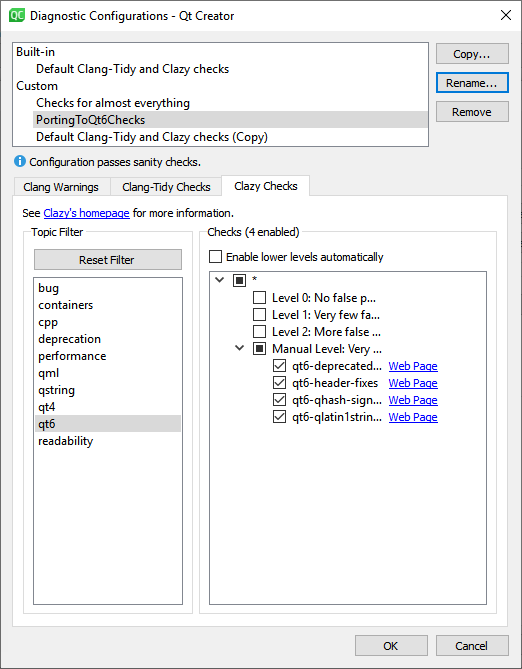 QC Diagnostic Configurations - Qt Creator
Built-in
Default Clang-Tidy and Clazy checks
Custom
Checks for almost everything
PortingToQt6Checks
Default Clang-Tidy and Clazy checks (Copy)
Copy...
Rename...
Remove
Configuration passes sanity checks.
Clang Warnings Clang-Tidy Checks Clazy Checks
See Clazy's homepage for more information.
Topic Filter
Reset Filter
bug
containers
cpp
deprecation
performance
qml
qstring
qt4
qt6
readability
Checks (4 enabled)
Enable lower levels automatically
*
Level 0: No false p...
Level 1: Very few fa...
Level 2: More false ...
Manual Level: Very ...
qt6-deprecated... Web Page
qt6-header-fixes Web Page
qt6-qhash-sign... Web Page
qt6-qlatin1strin... Web Page
OK Cancel